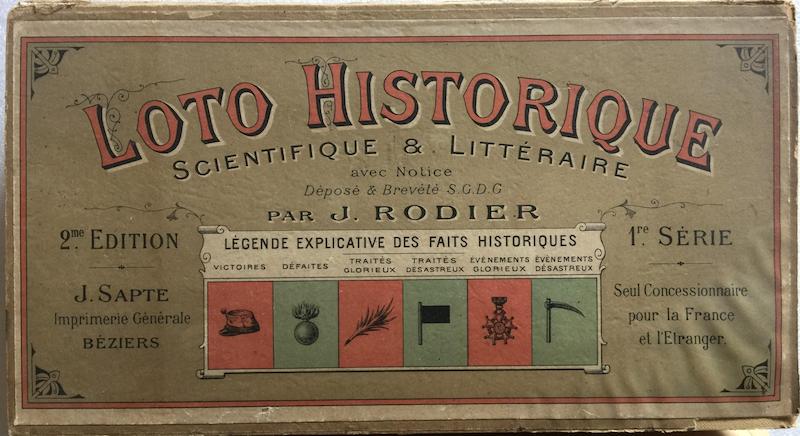 LOTO HISTORIQUE
SCIENTIFIQUE & LITTÉRAIRE
avec Notice
Déposé & Brevété S.G.D.G
PAR J. RODIER
2me EDITION
1re SÉRIE
LÉGENDE EXPLICATIVE DES FAITS HISTORIQUES
VICTOIRES
DÉFAITES
TRAITÉS
GLORIEUX
TRAITÉS
DÉSASTREUX
ÉVÈNEMENTS
GLORIEUX
ÉVÈNEMENTS
DÉSASTREUX
J. SAPTE
Imprimerie Générale
BÉZIERS
Seul Concessionnaire
pour la France
et l'Etranger.